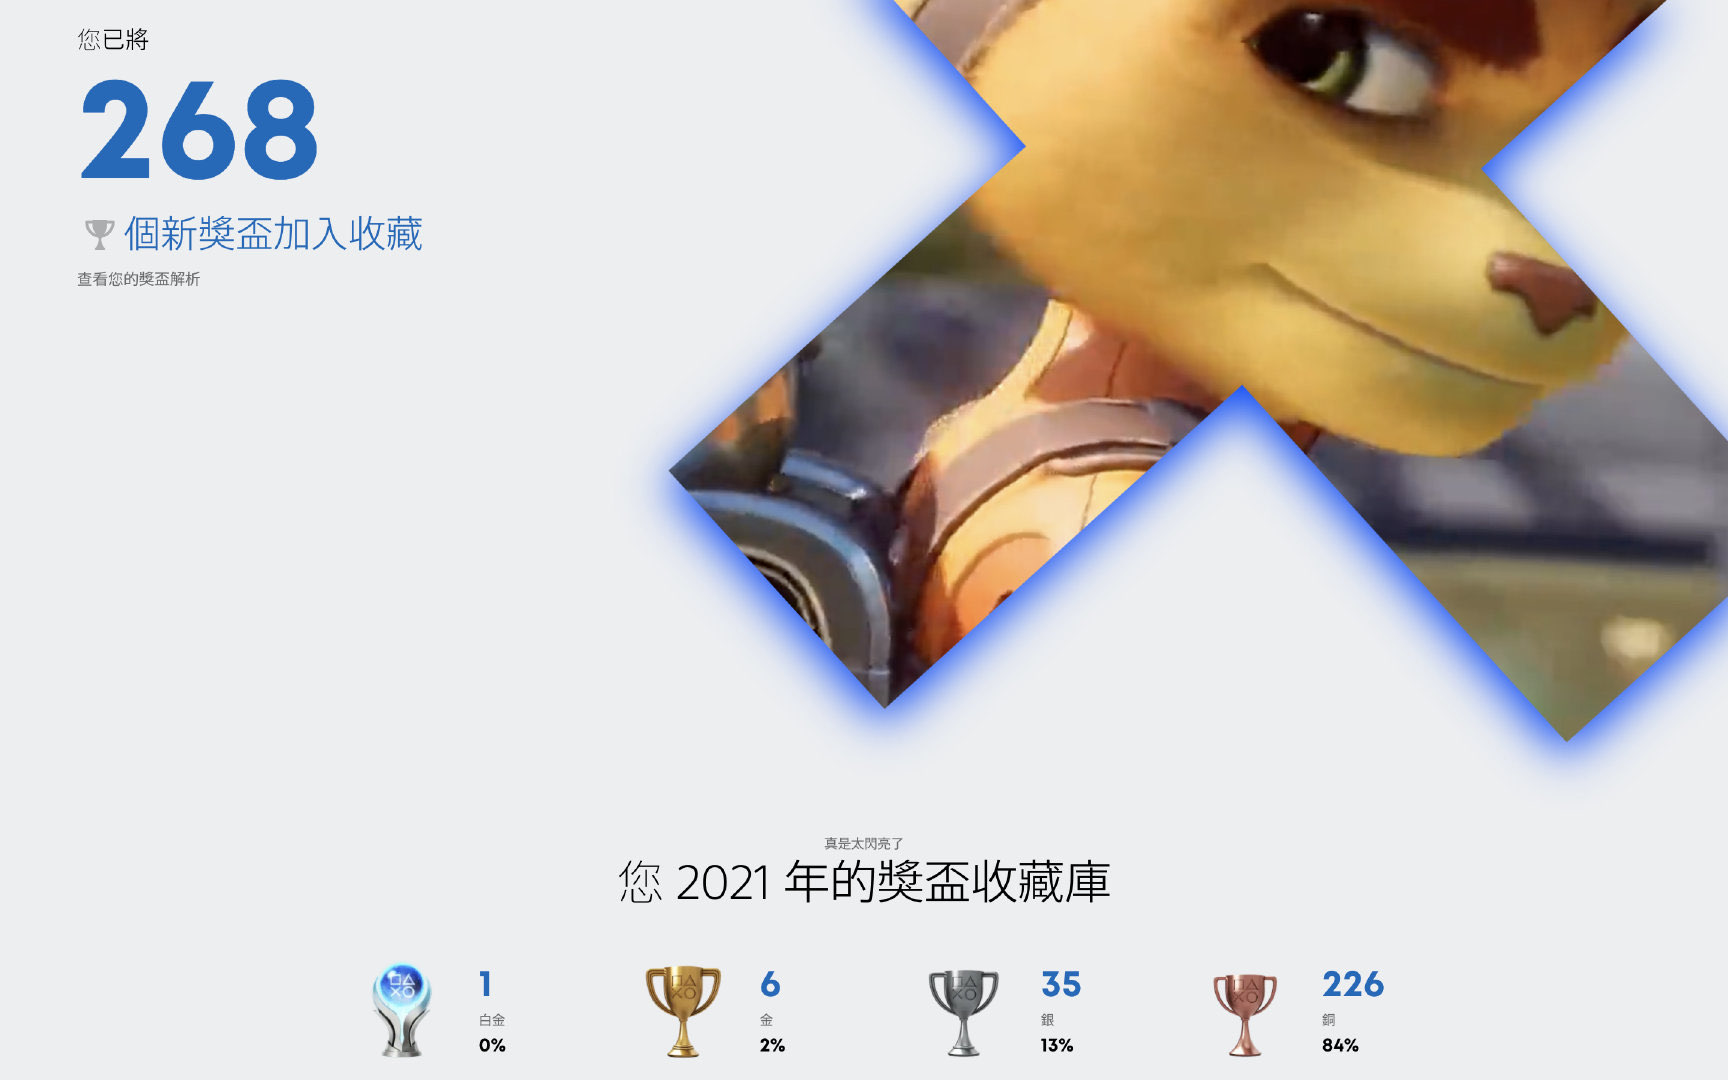 您已將
268
個新獎盃加入收藏
查看您的獎盃解析
真是太閃亮了
您 2021 年的獎盃收藏庫
1
白金
0%
6
金
2%
35
銀
13%
226
銅
84%